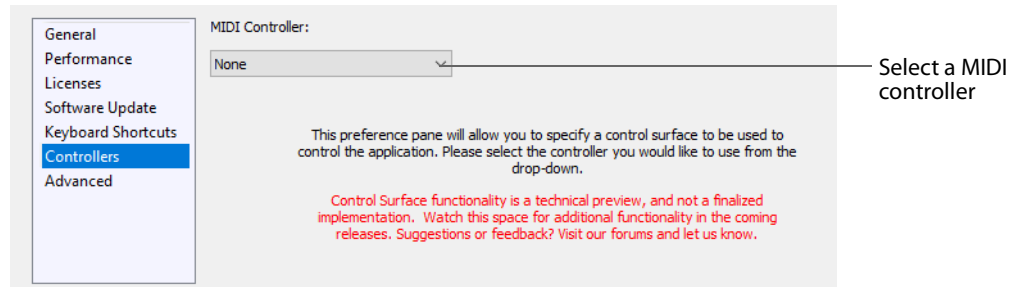 General
Performance
Licenses
Software Update
Keyboard Shortcuts
Controllers
Advanced
MIDI Controller:
None
This preference pane will allow you to specify a control surface to be used to
control the application. Please select the controller you would like to use from the
drop-down.
Control Surface functionality is a technical preview, and not a finalized
implementation.  Watch this space for additional functionality in the coming
releases. Suggestions or feedback? Visit our forums and let us know.
Select a MIDI
controller